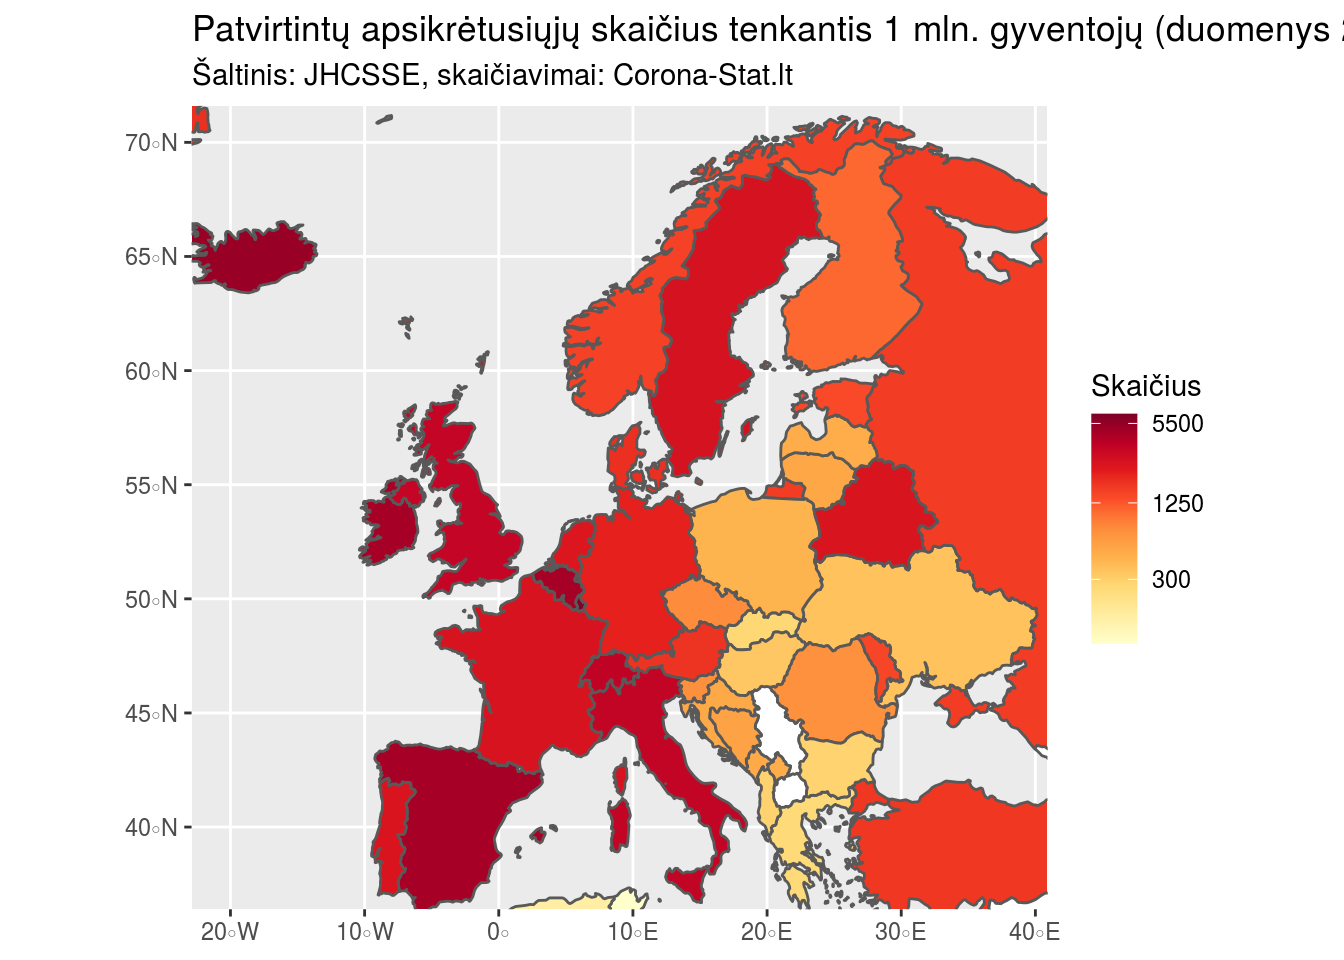 Patvirtintų apsikrėtusiųjų skaičius tenkantis 1 mln. gyventojų (duomenys
Šaltinis: JHCSSE, skaičiavimai: Corona-Stat.lt
70◦N
65◦N
60◦N
55◦N
50◦N
45◦N
40◦N
20◦W
10◦W
0◦
10◦E
20◦E
30◦E
40◦E
Skaičius
5500
1250
300